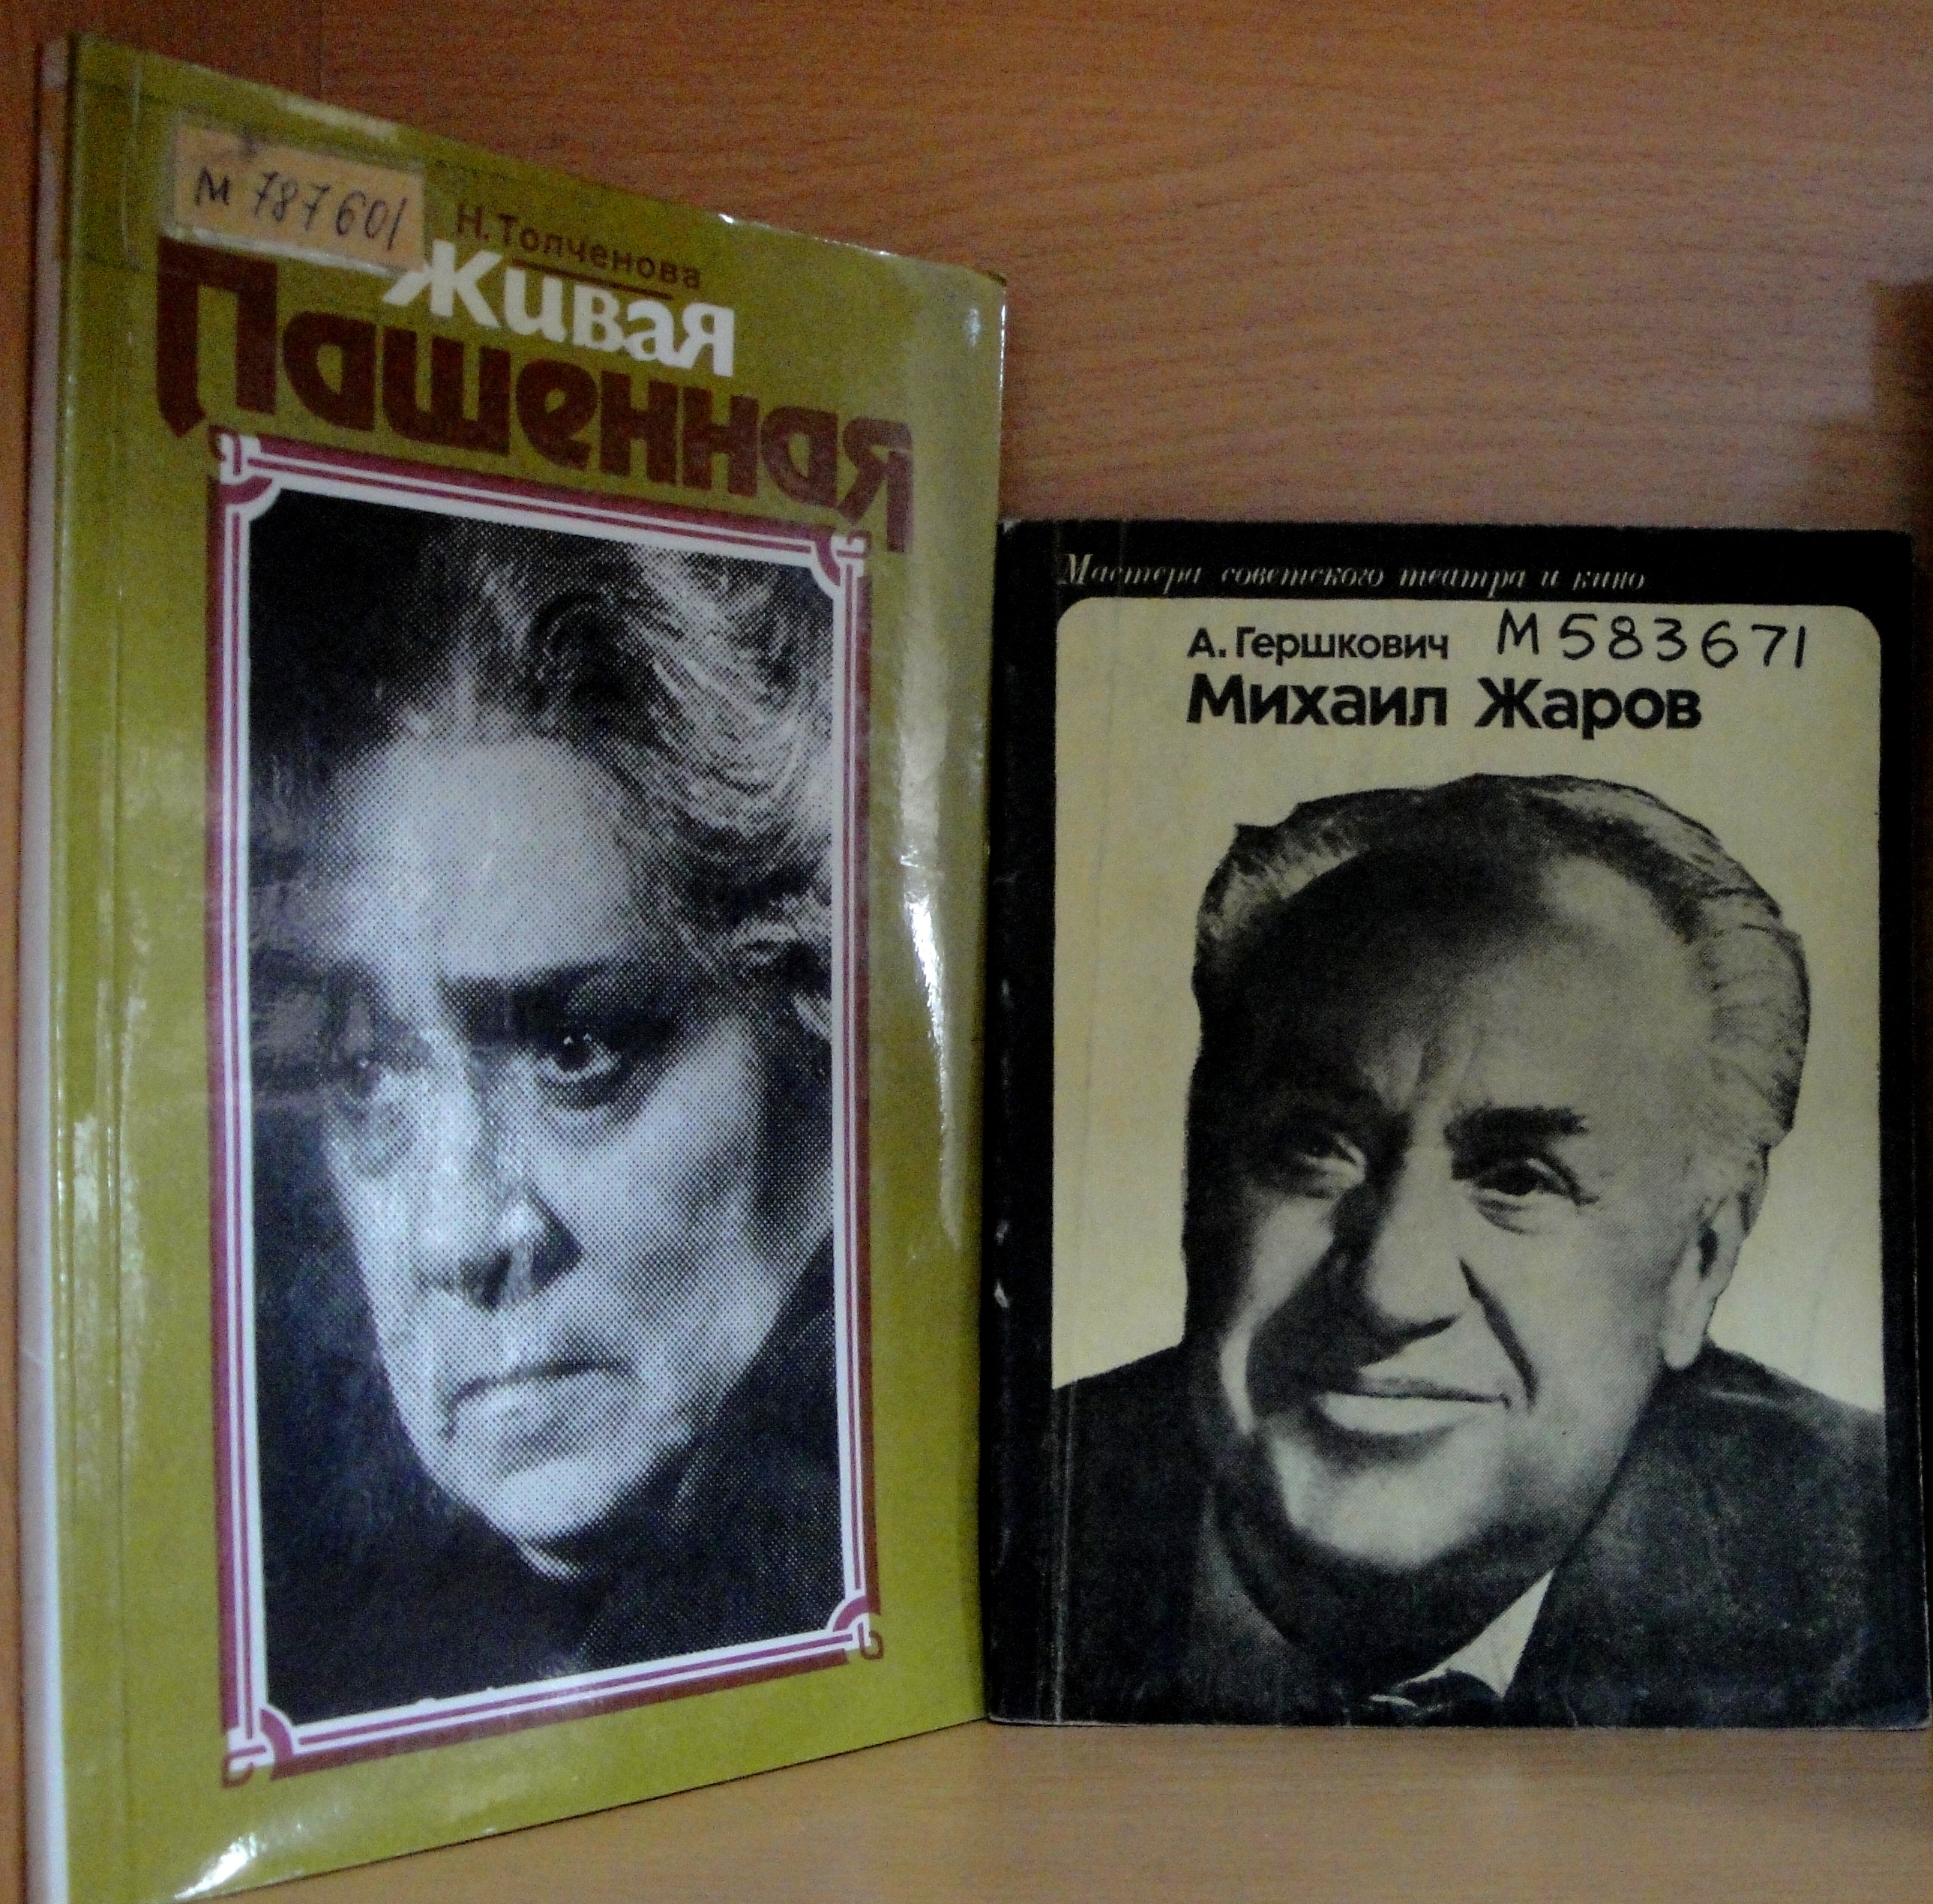 М 787601
Н. Толченова
Живая
Пашенная
Мастера советского театра и кино
А. Гершкович М 583671
Михаил Жаров